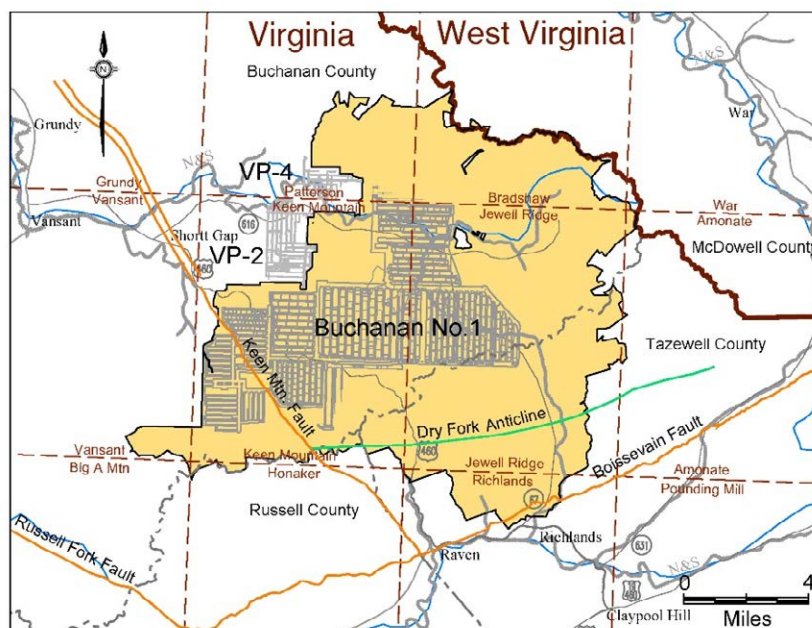 Virginia
West Virginia
Buchanan County
N&S
War
Grundy
N&S
VP-4
Grundy
Vansant
Patterson
Keen Mountain
Bradshaw
Jewell Ridge
War
Amonate
Vansant
Shortt Gap
616
McDowell County
VP-2
460
Buchanan No.1
Keen Mtn. Fault
Tazewell County
Dry Fork Anticline
460
Boissevain Fault
Vansant
Big A Mtn
Keen Mountain
Honaker
Jewell Ridge
Richlands
Amonate
Pounding Mill
67
Russell County
Russell Fork Fault
Raven
Richlands
631
N&S
460
Claypool Hill
0
4
Miles